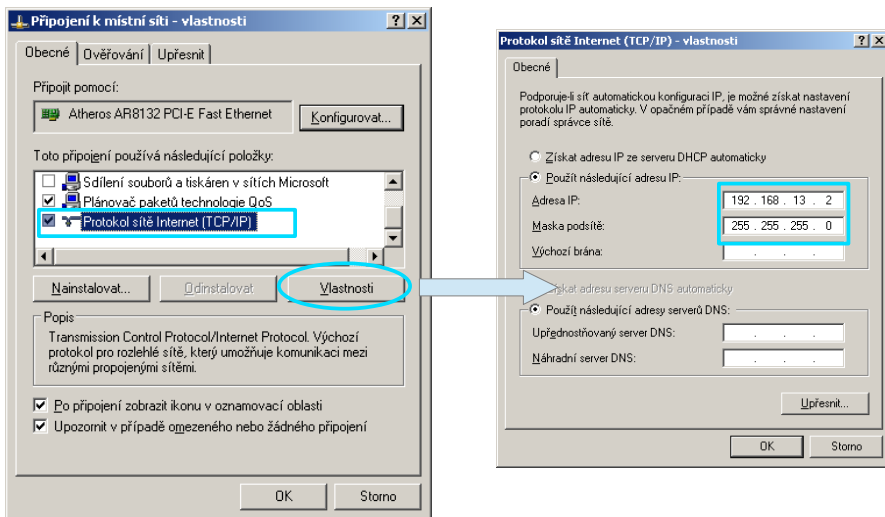 Připojení k místní síti - vlastnosti
Obecné
Ověřování
Upřesnit
Připojit pomocí:
Atheros AR8132 PCI-E Fast Ethernet
Konfigurovat...
Toto připojení používá následující položky:
Sdílení souborů a tiskáren v sítích Microsoft
Plánovač paketů technologie QoS
Protokol sítě Internet (TCP/IP)
Nainstalovat...
Odinstalovat
Vlastnosti
Popis
Transmission Control Protocol/Internet Protocol. Výchozí
protokol pro rozlehlé sítě, který umožňuje komunikaci mezi
různými propojenými sítěmi.
Po připojení zobrazit ikonu v oznamovací oblasti
Upozornit v případě omezeného nebo žádného připojení
OK
Storno
Protokol sítě Internet (TCP/IP) - vlastnosti
Obecné
Podporuje-li síť automatickou konfiguraci IP, je možné získat nastavení
protokolu IP automaticky. V opačném případě vám správné nastavení
poradí správce sítě.
Získat adresu IP ze serveru DHCP automaticky
Použít následující adresu IP:
Adresa IP:
192 . 168 . 13 . 2
Maska podsítě:
255 . 255 . 255 . 0
Výchozí brána:
. . .
adresu serveru DNS automaticky
Použít následující adresy serverů DNS:
Upřednostňovaný server DNS:
. . .
Náhradní server DNS:
. . .
Upřesnit...
OK
Storno